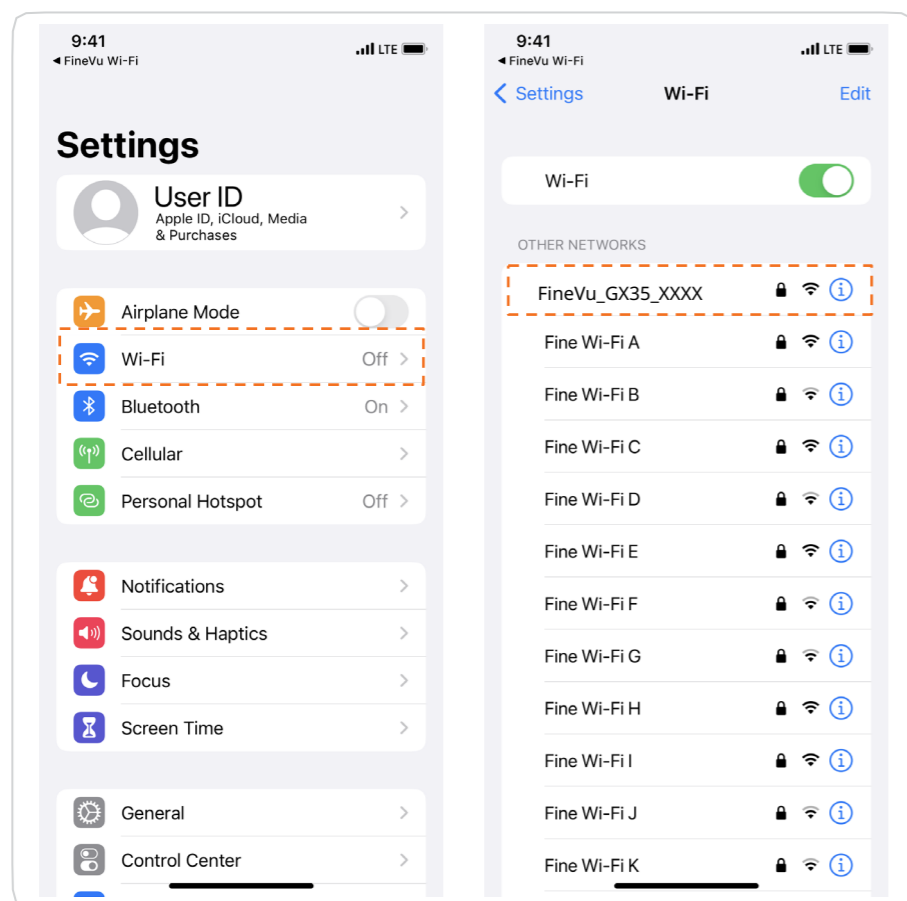 9:41
LTE
◀ FineVu Wi-Fi
Settings
User ID
Apple ID, iCloud, Media
& Purchases
Airplane Mode
Wi-Fi Off
Bluetooth On
Cellular
Personal Hotspot Off
Notifications
Sounds & Haptics
Focus
Screen Time
General
Control Center
9:41
LTE
◀ FineVu Wi-Fi
Settings Wi-Fi Edit
Wi-Fi
OTHER NETWORKS
FineVu_GX35_XXXX
Fine Wi-Fi A
Fine Wi-Fi B
Fine Wi-Fi C
Fine Wi-Fi D
Fine Wi-Fi E
Fine Wi-Fi F
Fine Wi-Fi G
Fine Wi-Fi H
Fine Wi-Fi I
Fine Wi-Fi J
Fine Wi-Fi K